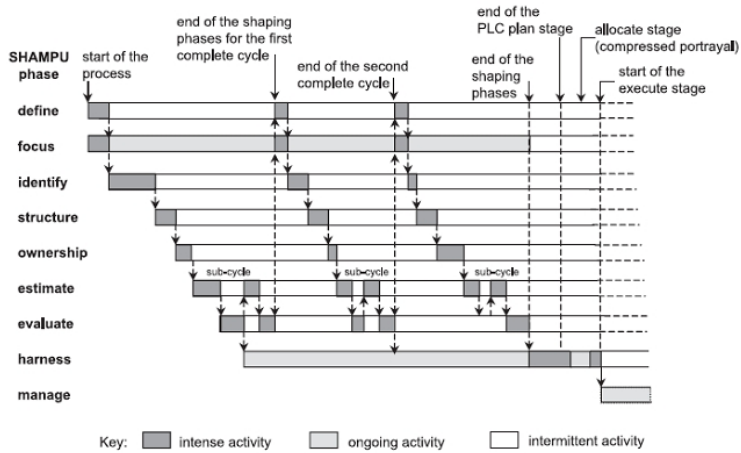 SHAMPU
phase
start of the
process
end of the shaping
phases for the first
complete cycle
end of the second
complete cycle
end of the
shaping
phases
end of the
PLC plan stage
allocate stage
(compressed portrayal)
start of the
execute stage
define
focus
identify
structure
ownership
sub-cycle
sub-cycle
sub-cycle
estimate
evaluate
harness
manage
Key: intense activity ongoing activity intermittent activity